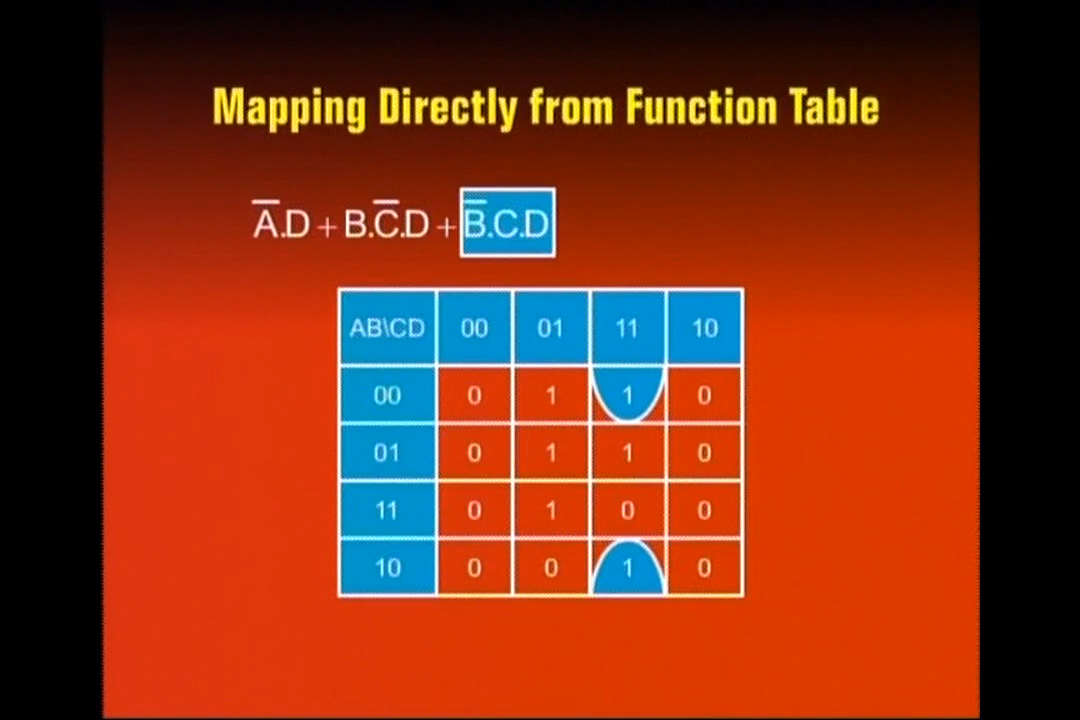 Mapping Directly from Function Table
A̅.D + B.C̅.D + B̅.C.D
AB\CD 00 01 11 10
00 0 1 1 0
01 0 1 1 0
11 0 1 0 0
10 0 0 1 0